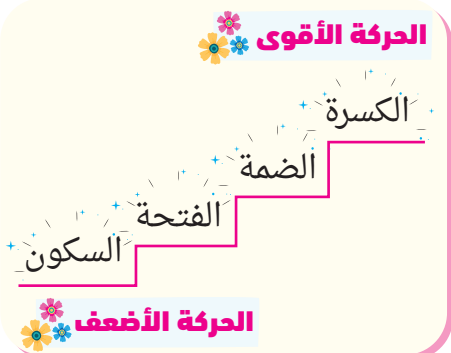 الحركة الأقوى
الكسرة
الضمة
الفتحة
السكون
الحركة الأضعف